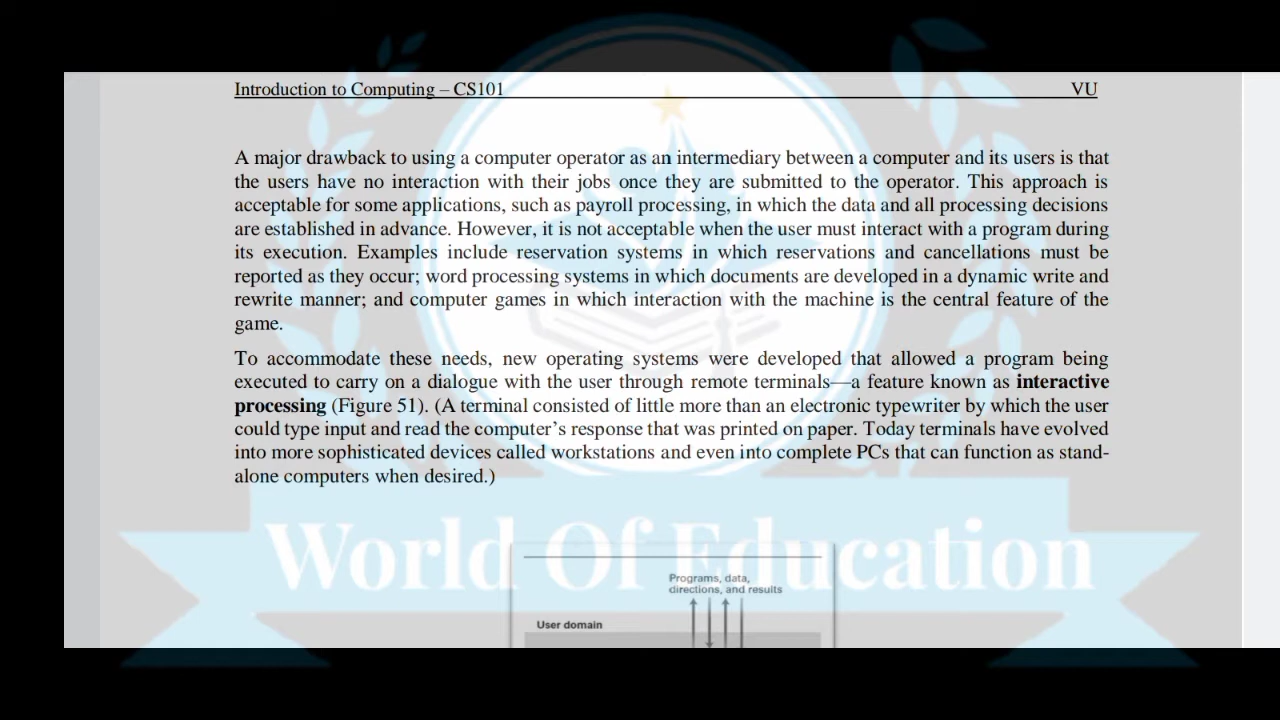 Introduction to Computing – CS101 VU
A major drawback to using a computer operator as an intermediary between a computer and its users is that
the users have no interaction with their jobs once they are submitted to the operator. This approach is
acceptable for some applications, such as payroll processing, in which the data and all processing decisions
are established in advance. However, it is not acceptable when the user must interact with a program during
its execution. Examples include reservation systems in which reservations and cancellations must be
reported as they occur; word processing systems in which documents are developed in a dynamic write and
rewrite manner; and computer games in which interaction with the machine is the central feature of the
game.
To accommodate these needs, new operating systems were developed that allowed a program being
executed to carry on a dialogue with the user through remote terminals—a feature known as interactive
processing (Figure 51). (A terminal consisted of little more than an electronic typewriter by which the user
could type input and read the computer’s response that was printed on paper. Today terminals have evolved
into more sophisticated devices called workstations and even into complete PCs that can function as stand-
alone computers when desired.)
World Of Education
Programs, data,
directions, and results
User domain